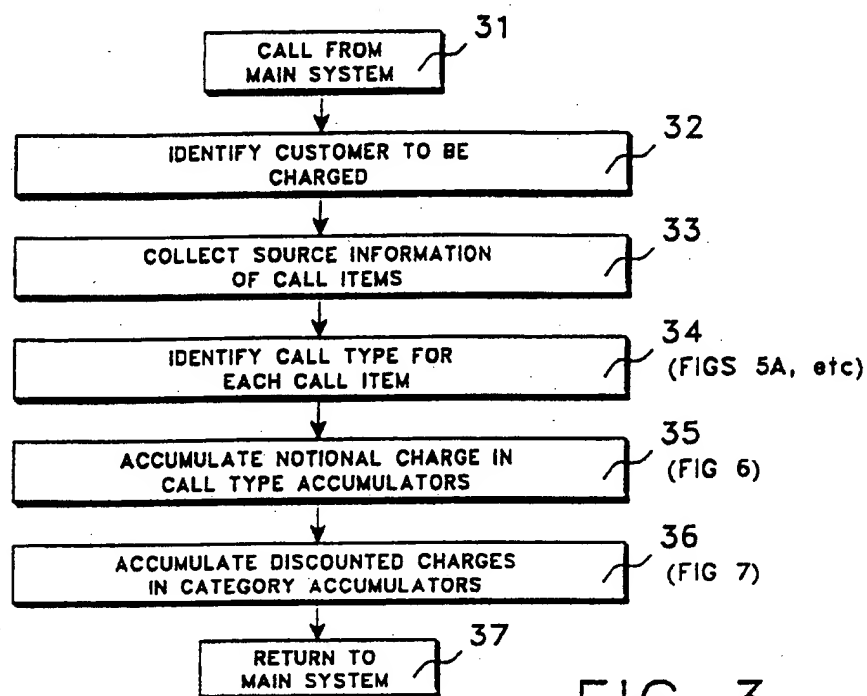 31
CALL FROM
MAIN SYSTEM
32
IDENTIFY CUSTOMER TO BE
CHARGED
33
COLLECT SOURCE INFORMATION
OF CALL ITEMS
34
IDENTIFY CALL TYPE FOR
EACH CALL ITEM
(FIGS 5A, etc)
35
ACCUMULATE NOTIONAL CHARGE IN
CALL TYPE ACCUMULATORS
(FIG 6)
36
ACCUMULATE DISCOUNTED CHARGES
IN CATEGORY ACCUMULATORS
(FIG 7)
37
RETURN TO
MAIN SYSTEM
FIG 3